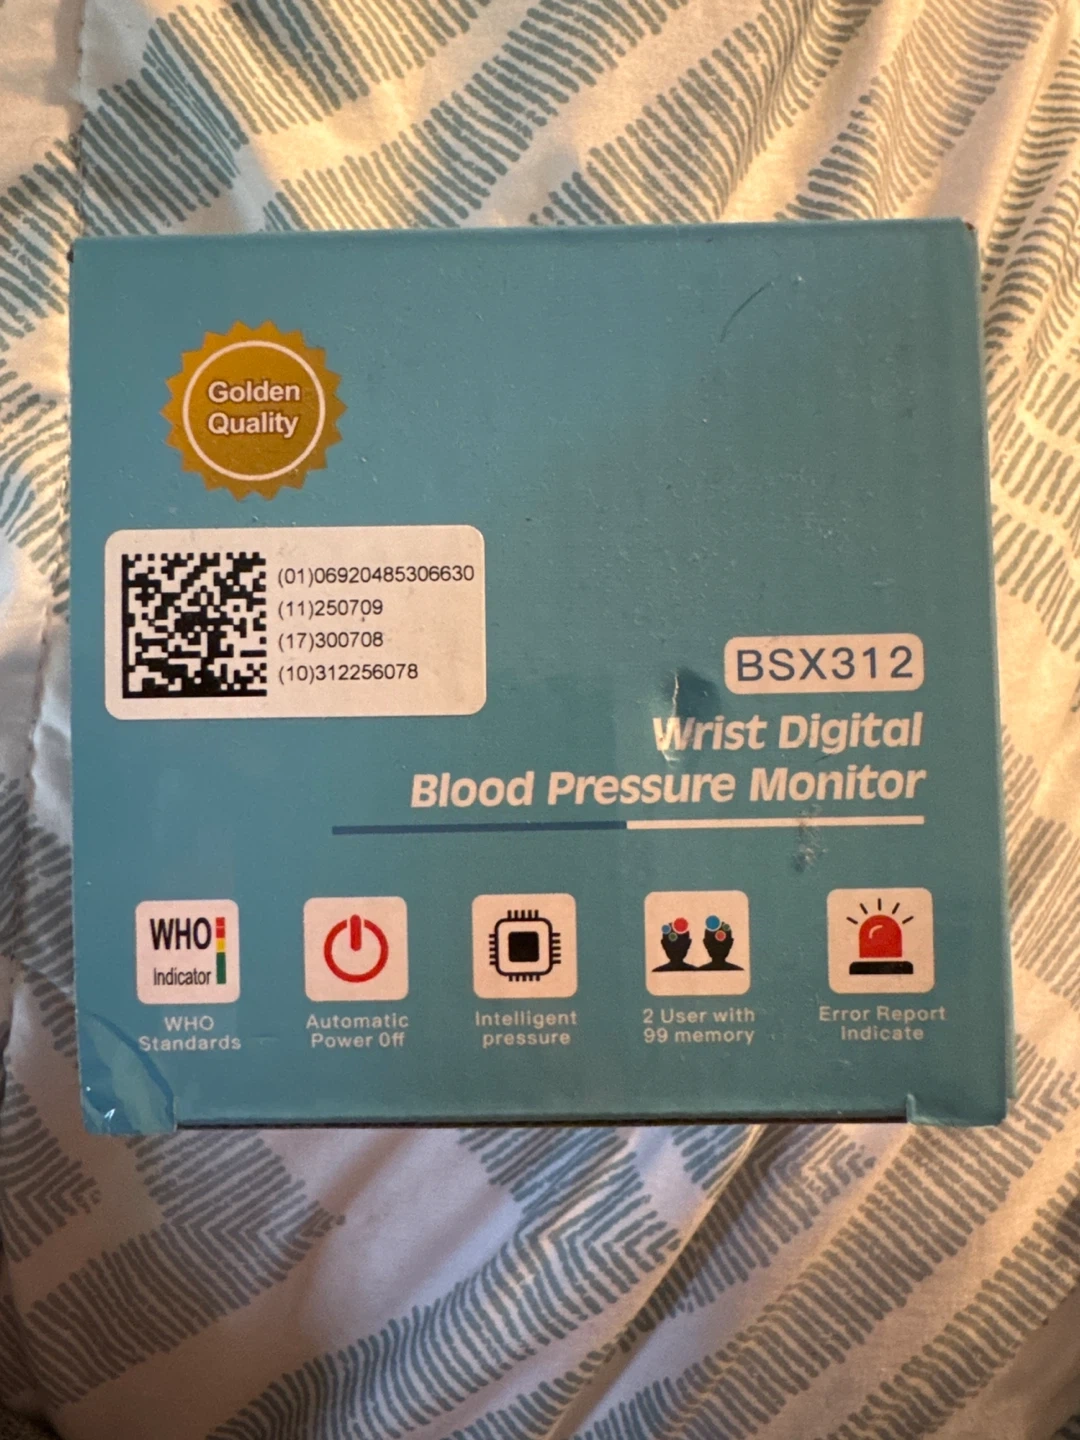 Golden
Quality
(01)06920485306630
(11)250709
(17)300708
(10)312256078
BSX312
Wrist Digital
Blood Pressure Monitor
WHO
Indicator
WHO
Standards
Automatic
Power Off
Intelligent
pressure
2 User with
99 memory
Error Report
Indicate